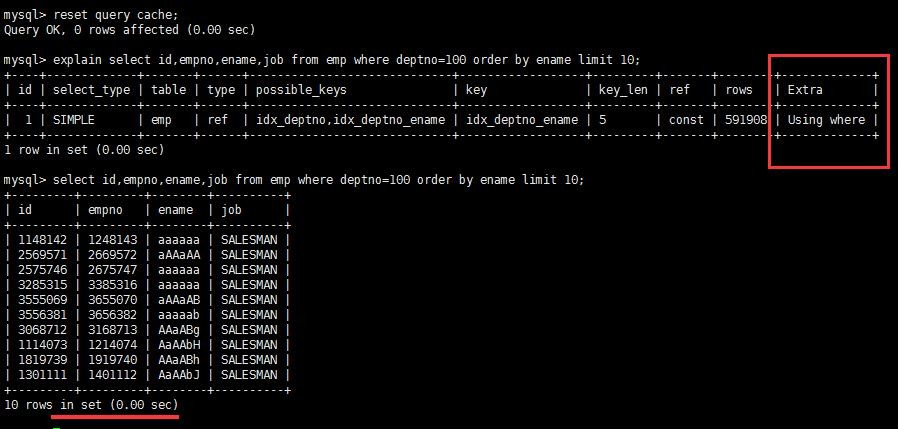 mysql> reset query cache;
Query OK, 0 rows affected (0.00 sec)
mysql> explain select id,empno,ename,job from emp where deptno=100 order by ename limit 10;
+----+-------------+-------+------+---------------------------+------------------+---------+-------+--------+-------------+
| id | select_type | table | type | possible_keys | key | key_len | ref | rows | Extra |
+----+-------------+-------+------+---------------------------+------------------+---------+-------+--------+-------------+
| 1 | SIMPLE | emp | ref | idx_deptno,idx_deptno_ename | idx_deptno_ename | 5 | const | 591908 | Using where |
+----+-------------+-------+------+---------------------------+------------------+---------+-------+--------+-------------+
1 row in set (0.00 sec)
mysql> select id,empno,ename,job from emp where deptno=100 order by ename limit 10;
+---------+---------+--------+----------+
| id | empno | ename | job |
+---------+---------+--------+----------+
| 1148142 | 1248143 | aaaaaa | SALESMAN |
| 2569571 | 2669572 | aAAaAA | SALESMAN |
| 2575746 | 2675747 | aaaaaa | SALESMAN |
| 3285315 | 3385316 | aaaaaa | SALESMAN |
| 3555069 | 3655070 | aAAaAB | SALESMAN |
| 3556381 | 3656382 | aaaaab | SALESMAN |
| 3068712 | 3168713 | AAaABg | SALESMAN |
| 1114073 | 1214074 | AaAAbH | SALESMAN |
| 1819739 | 1919740 | AAaABh | SALESMAN |
| 1301111 | 1401112 | AaAAbJ | SALESMAN |
+---------+---------+--------+----------+
10 rows in set (0.00 sec)